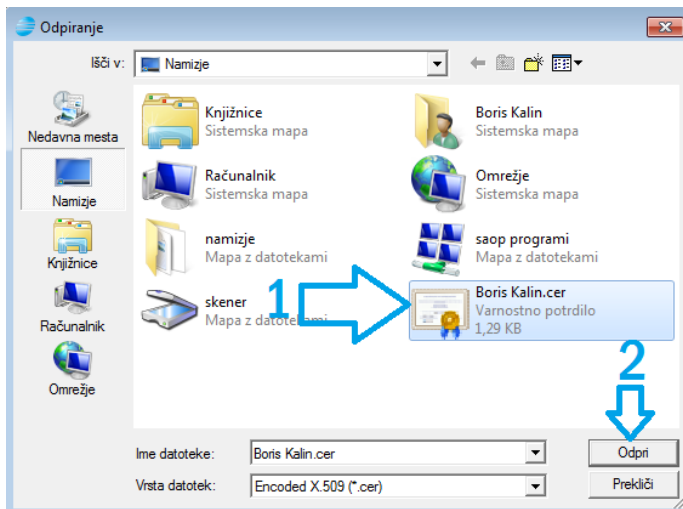 Odpiranje
Išči v:
Namizje
Nedavna mesta
Namizje
Knjižnice
Računalnik
Omrežje
Knjižnice
Sistemska mapa
Boris Kalin
Sistemska mapa
Računalnik
Sistemska mapa
Omrežje
Sistemska mapa
namizje
Mapa z datotekami
saop programi
Mapa z datotekami
skener
Mapa z datotekami
1
Boris Kalin.cer
Varnostno potrdilo
1,29 KB
2
Ime datoteke:
Boris Kalin.cer
Odpri
Vrsta datotek:
Encoded X.509 (*.cer)
Prekliči